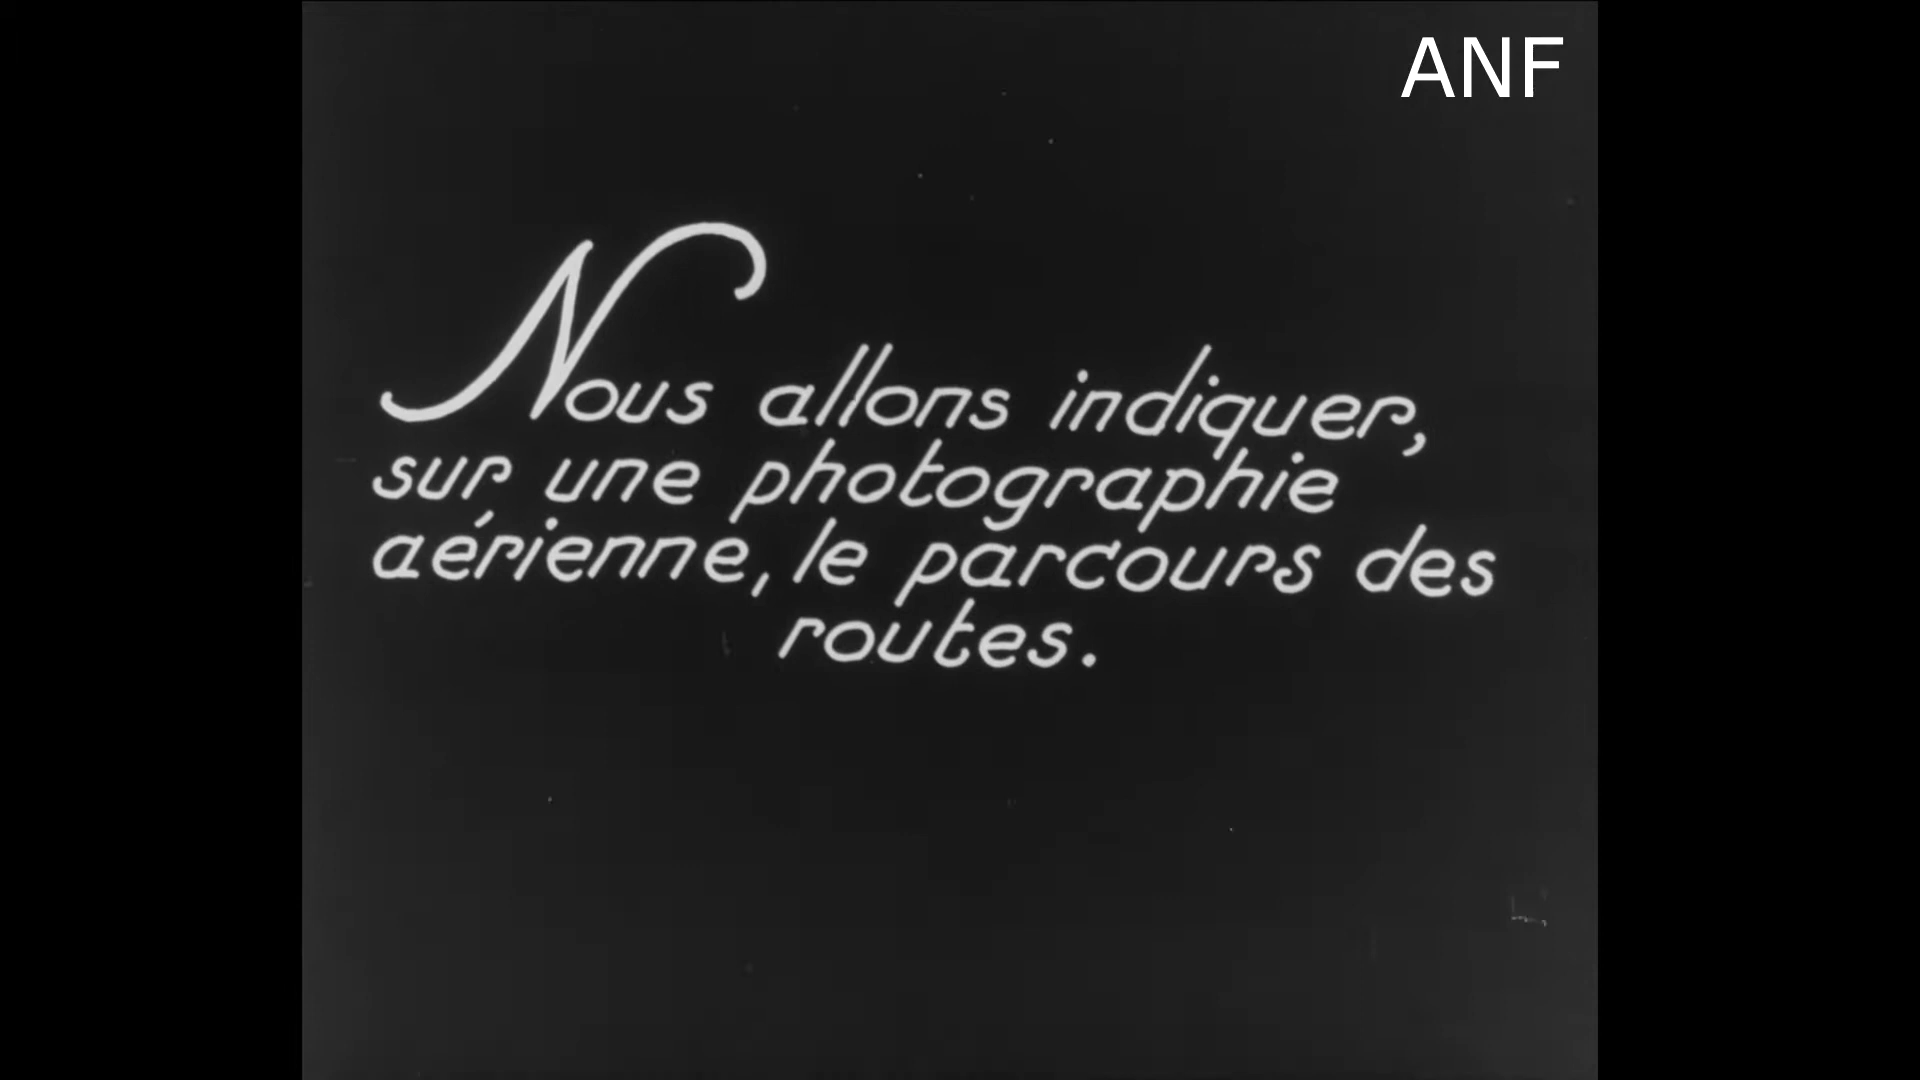 ANF
Nous allons indiquer,
sur une photographie
aérienne, le parcours des
routes.